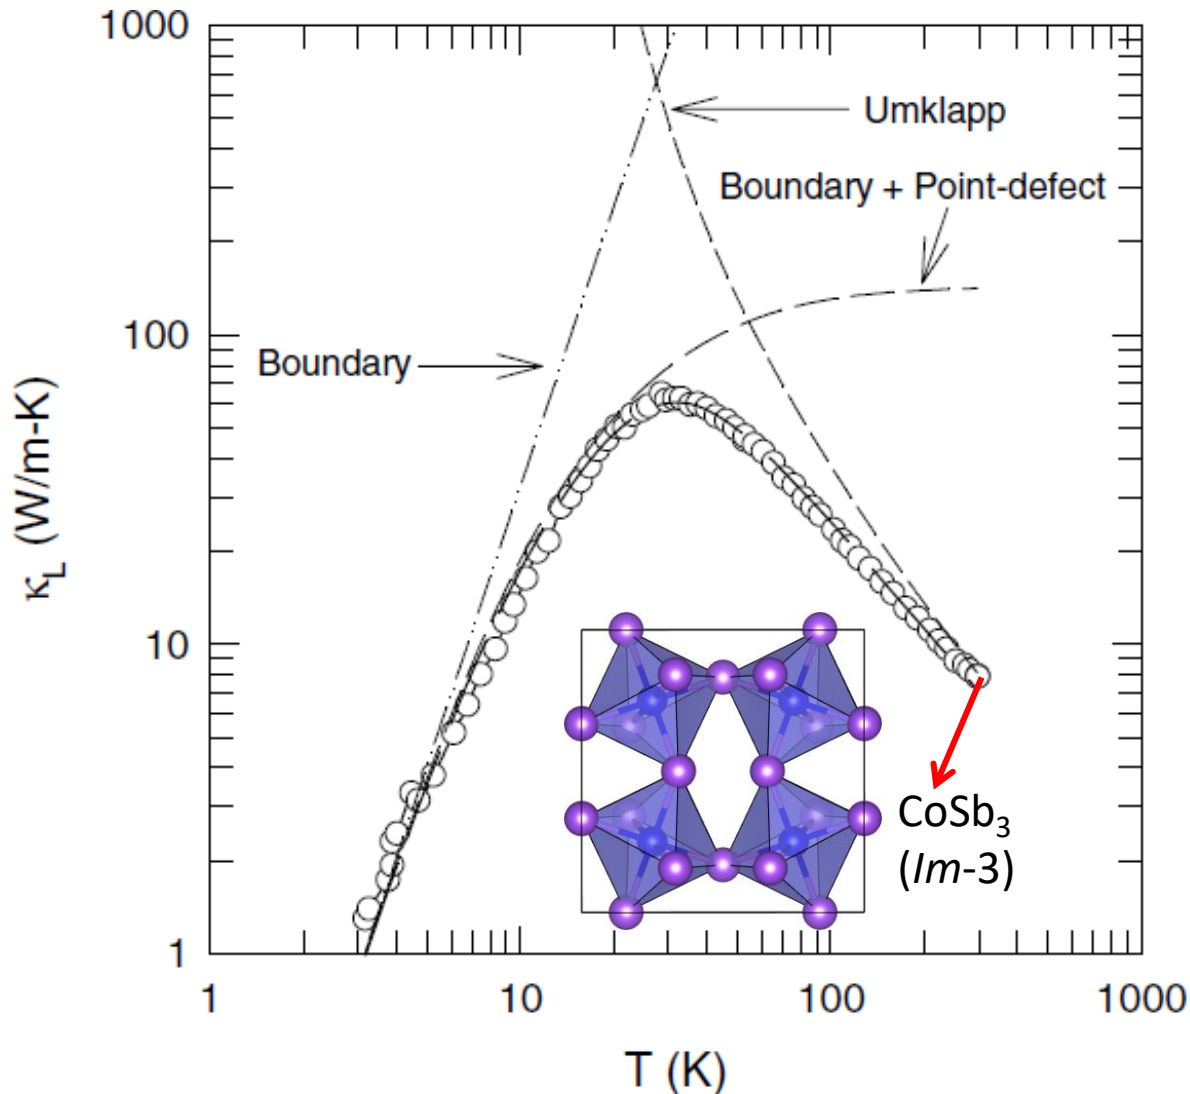 1000
Umklapp
Boundary + Point-defect
100
Boundary
κL (W/m-K)
10
CoSb₃
(Im-3)
1
1 10 100 1000
T (K)